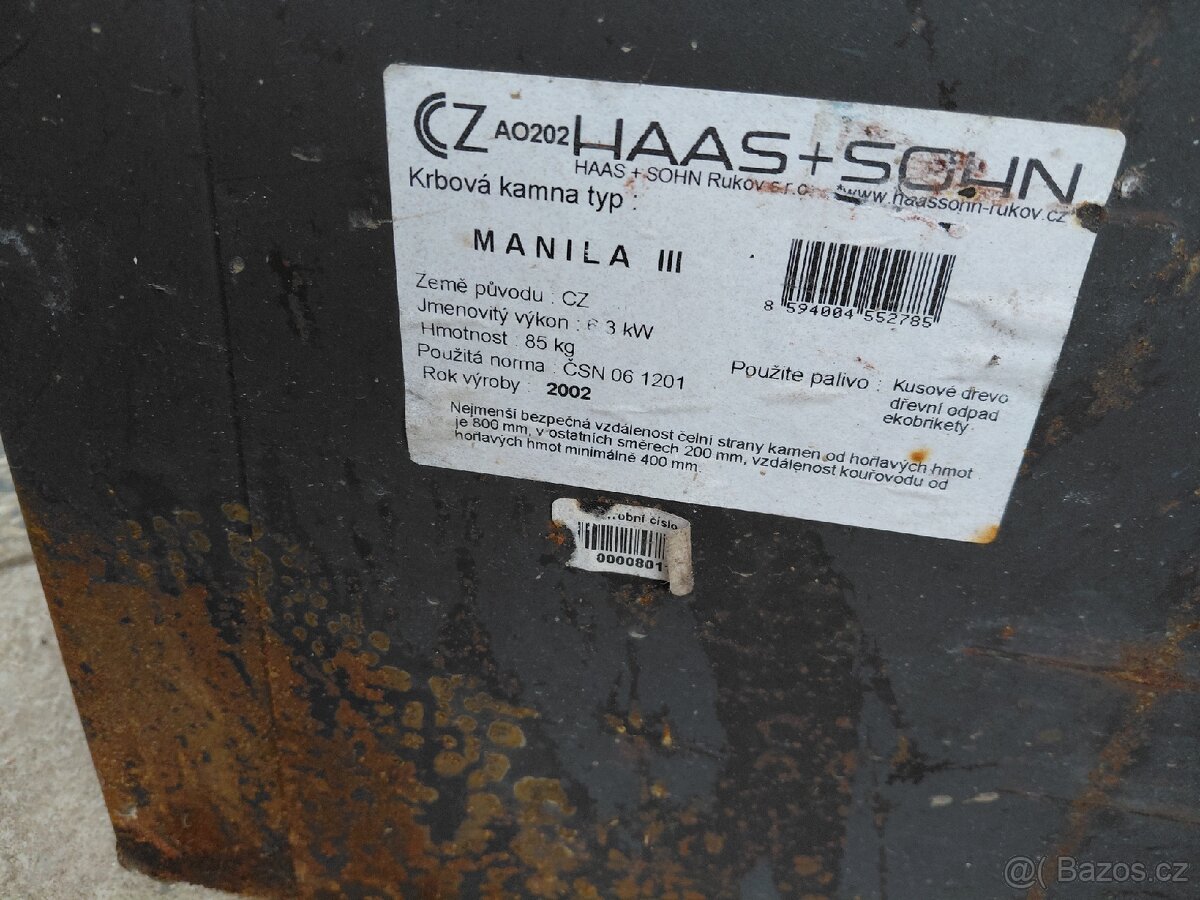 CZ AO202 HAAS+SOHN
HAAS + SOHN Rukov s.r.o. *www.haassohn-rukov.cz
Krbová kamna typ :
MANILA III
8 594004 552785
Země původu : CZ
Jmenovitý výkon : 6 3 kW
Hmotnost : 85 kg
Použitá norma : ČSN 06 1201
Rok výroby : 2002
Použite palivo : Kusové dřevo
dřevní odpad
ekobrikety
Nejmenší bezpečná vzdálenost čelní strany kamen od hořlavých hmot
je 800 mm, v ostatních směrech 200 mm, vzdálenost kouřovodu od
hořlavých hmot minimálně 400 mm.
číslo
0000801
@( Bazos.cz